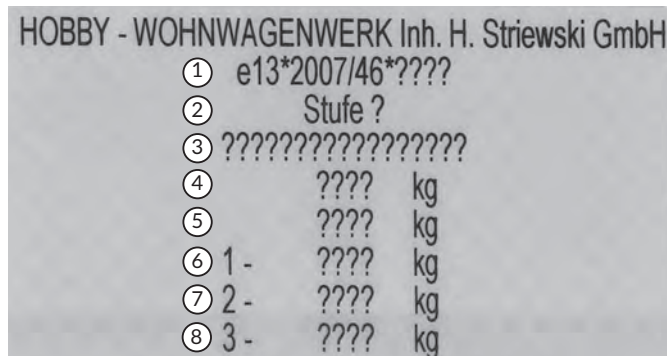 HOBBY - WOHNWAGENWERK Inh. H. Striewski GmbH
1 e13*2007/46*????
2 Stufe ?
3 ?????????????????
4 ???? kg
5 ???? kg
6 1 - ???? kg
7 2 - ???? kg
8 3 - ???? kg